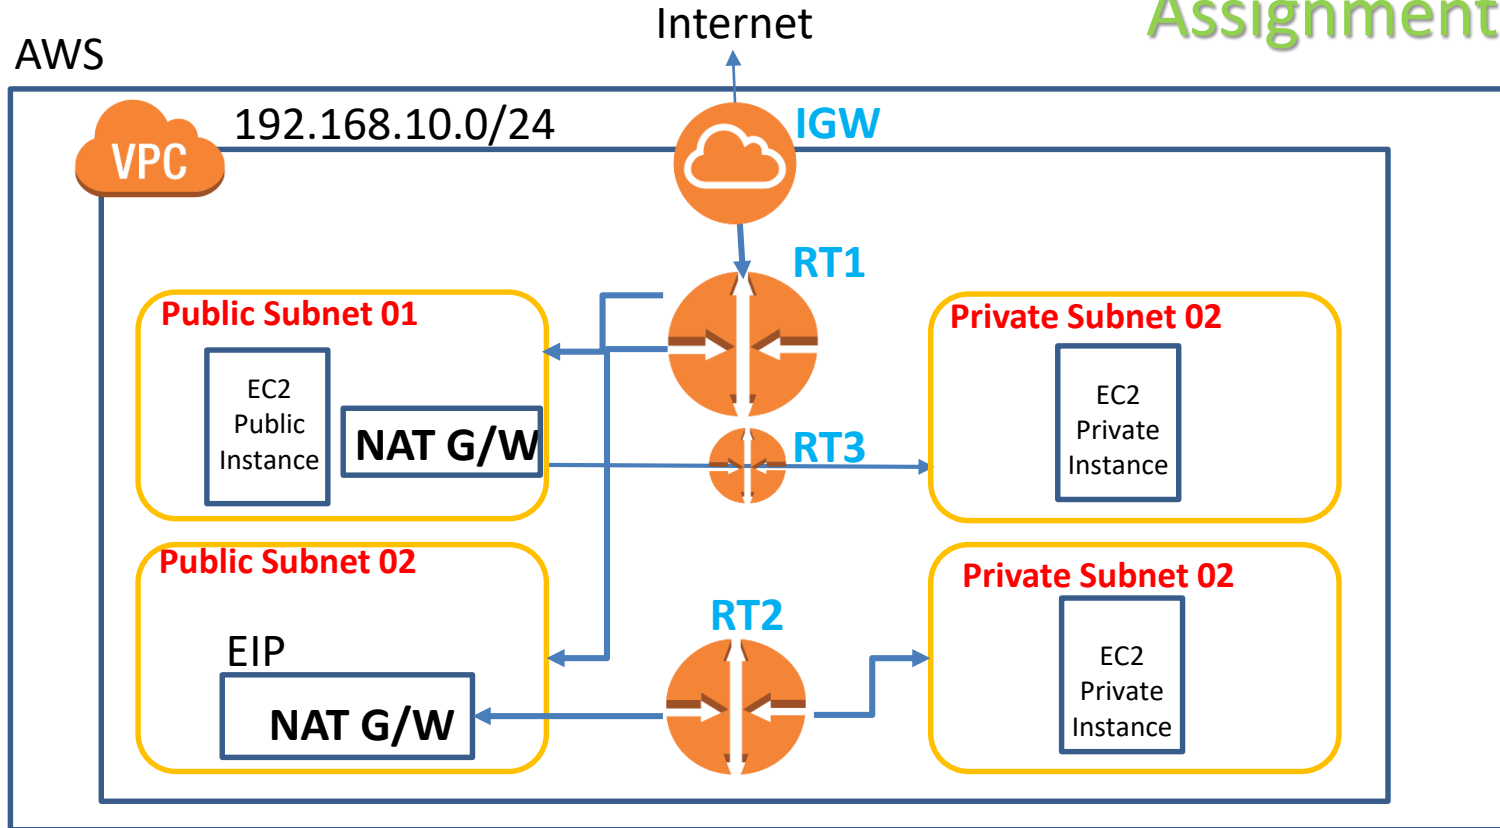 Internet
Assignment
AWS
192.168.10.0/24
IGW
VPC
RT1
Public Subnet 01
EC2
Public
Instance
NAT G/W
Private Subnet 02
EC2
Private
Instance
RT3
Public Subnet 02
EIP
NAT G/W
RT2
Private Subnet 02
EC2
Private
Instance